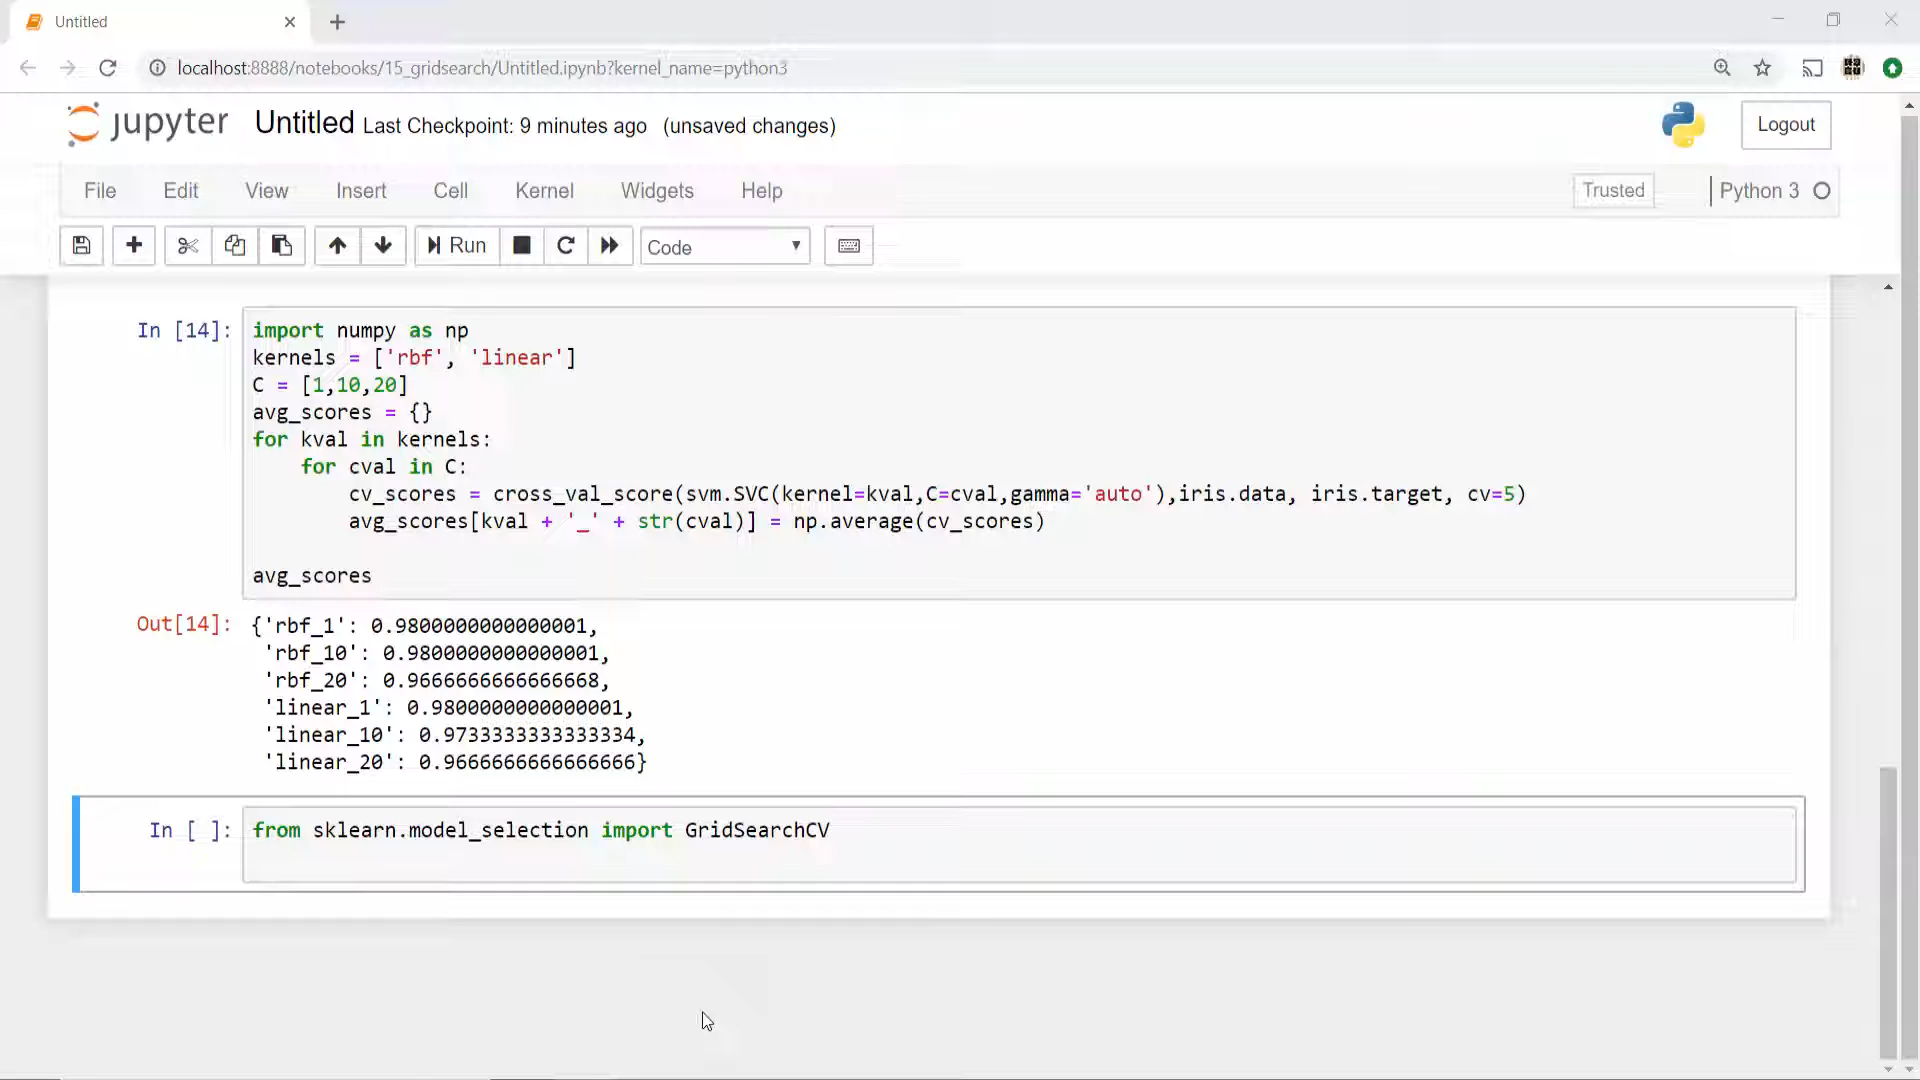 Untitled
localhost:8888/notebooks/15_gridsearch/Untitled.ipynb?kernel_name=python3
jupyter Untitled Last Checkpoint: 9 minutes ago (unsaved changes)
Logout
File Edit View Insert Cell Kernel Widgets Help
Trusted Python 3
Run Code
In [14]: import numpy as np
kernels = ['rbf', 'linear']
C = [1,10,20]
avg_scores = {}
for kval in kernels:
    for cval in C:
        cv_scores = cross_val_score(svm.SVC(kernel=kval,C=cval,gamma='auto'),iris.data, iris.target, cv=5)
        avg_scores[kval + '_' + str(cval)] = np.average(cv_scores)
avg_scores
Out[14]: {'rbf_1': 0.9800000000000001,
'rbf_10': 0.9800000000000001,
'rbf_20': 0.9666666666666668,
'linear_1': 0.9800000000000001,
'linear_10': 0.9733333333333334,
'linear_20': 0.9666666666666666}
In [ ]: from sklearn.model_selection import GridSearchCV